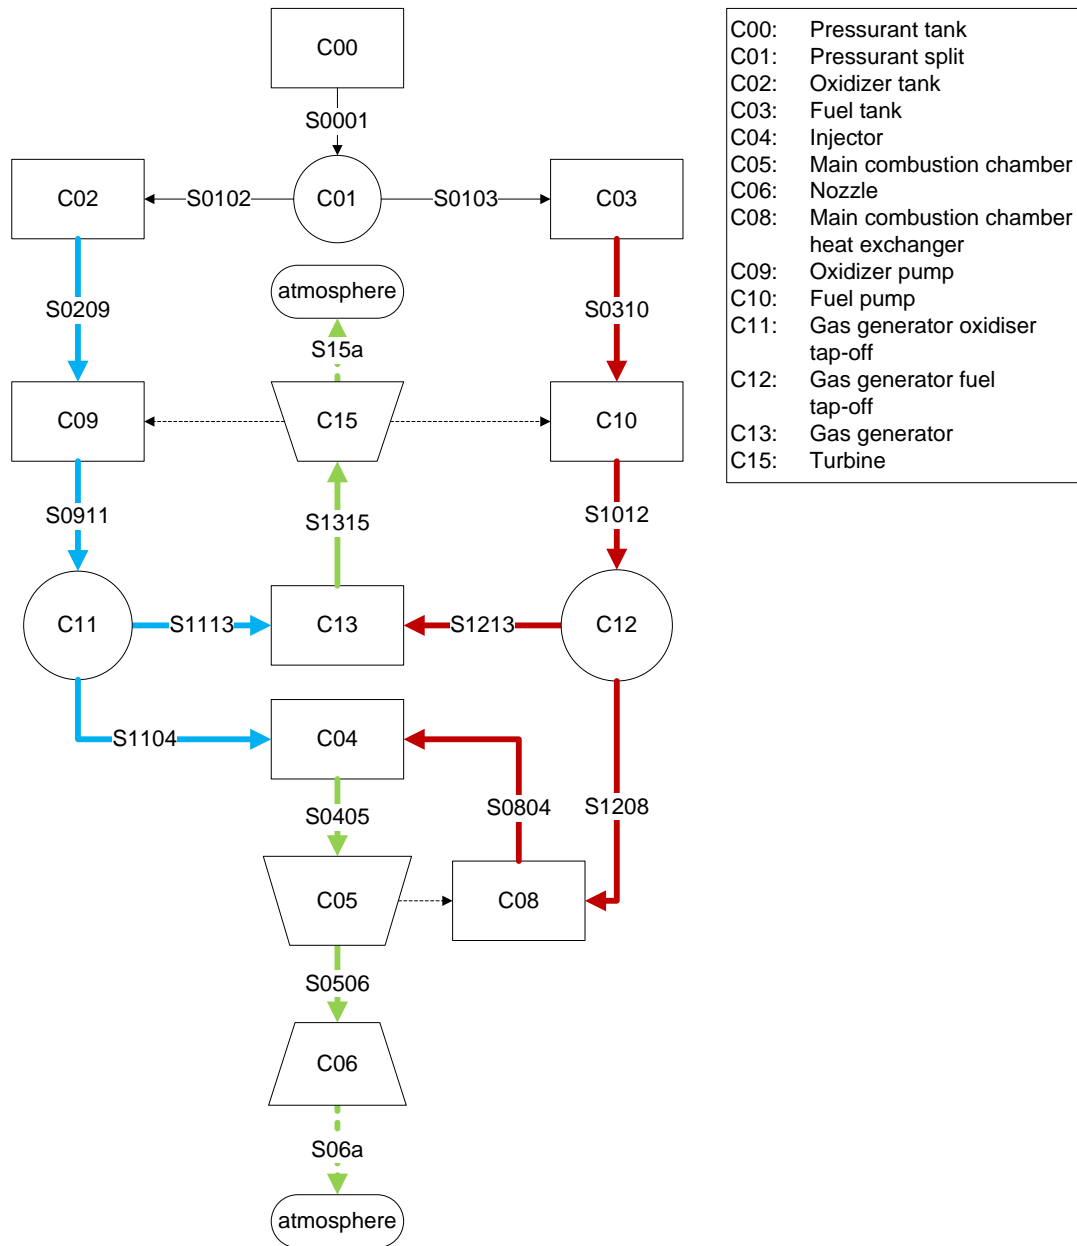 C00
S0001
C02
S0102
C01
S0103
C03
atmosphere
S0209
S0310
S15a
C09
C15
C10
S0911
S1315
S1012
C11
S1113
C13
S1213
C12
S1104
C04
S0405
S0804
S1208
C05
C08
S0506
C06
S06a
atmosphere
C00: Pressurant tank
C01: Pressurant split
C02: Oxidizer tank
C03: Fuel tank
C04: Injector
C05: Main combustion chamber
C06: Nozzle
C08: Main combustion chamber
heat exchanger
C09: Oxidizer pump
C10: Fuel pump
C11: Gas generator oxidiser
tap-off
C12: Gas generator fuel
tap-off
C13: Gas generator
C15: Turbine